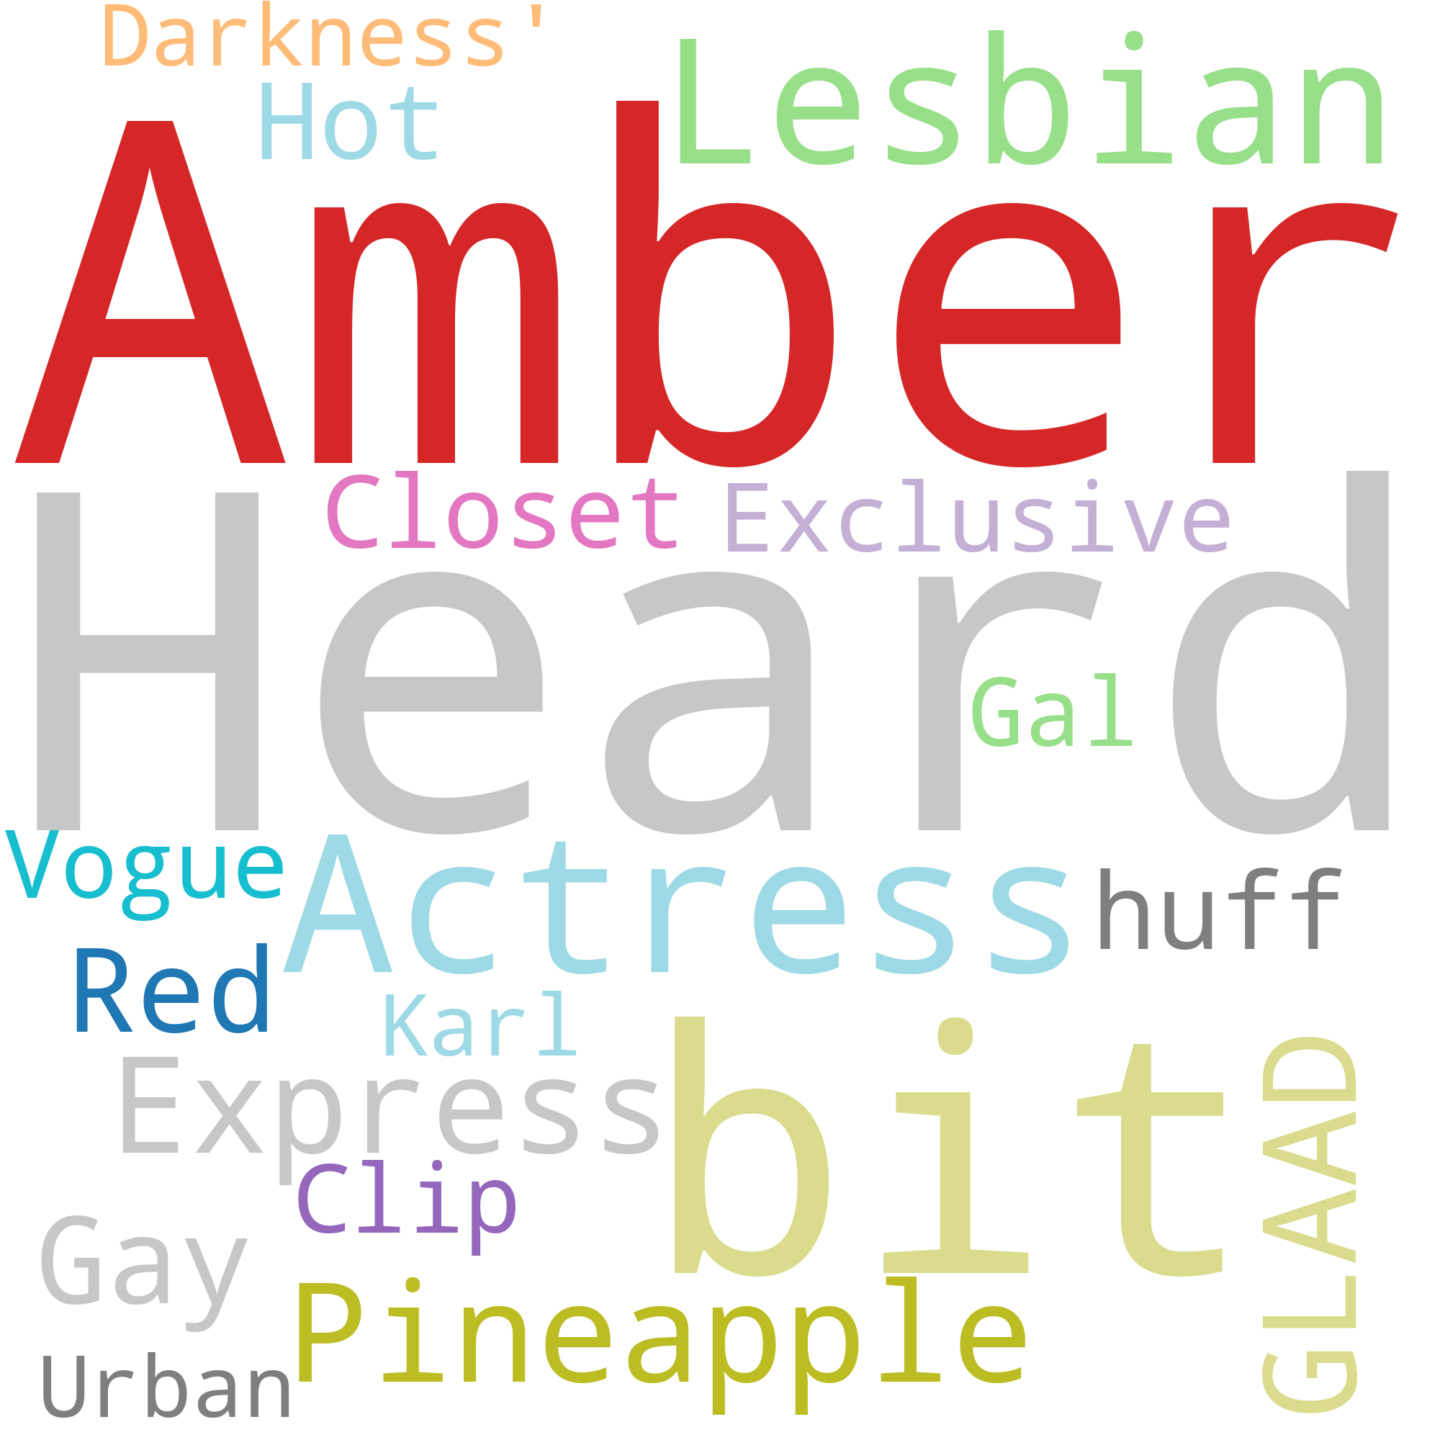 Darkness'
Hot
Lesbian
Amber
Closet
Exclusive
Heard
Gal
Vogue
Actress
huff
Red
Karl
bit
Express
GLAAD
Clip
Gay
Pineapple
Urban